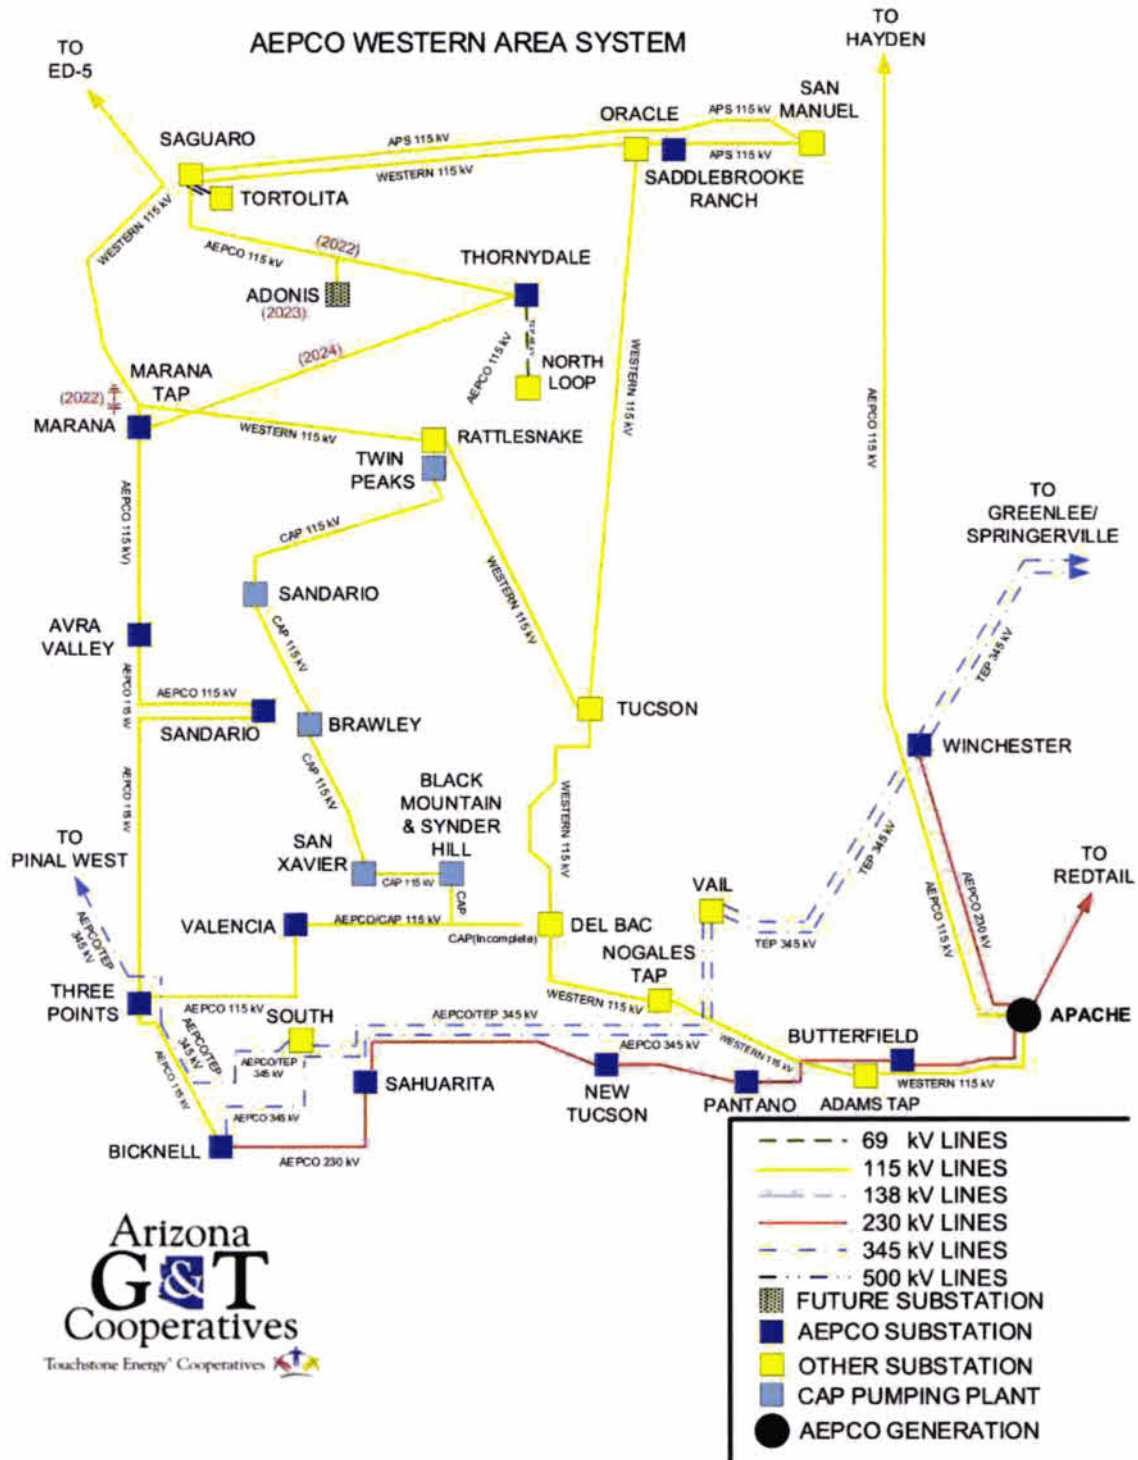 AEPCO WESTERN AREA SYSTEM
TO
ED-5
TO
HAYDEN
SAGUARO
TORTOLITA
ORACLE
SAN
MANUEL
APS 115 kV
WESTERN 115 kV
APS 115 kV
APS 115 kV
SADDLEBROOKE
RANCH
WESTERN 115 kV
AEPCO 115 kV
(2022)
ADONIS
(2023)
THORNYDALE
AEPCO 115 kV
NORTH
LOOP
(2024)
MARANA
TAP
(2022)
MARANA
WESTERN 115 kV
RATTLESNAKE
TWIN
PEAKS
WESTERN 115 kV
AEPCO 115 kV
AEPCO 115 kV)
CAP 115 kV
SANDARIO
WESTERN 115 kV
TO
GREENLEE/
SPRINGERVILLE
TEP 345 kV
AVRA
VALLEY
CAP 115 kV
AEPCO 115 kV
AEPCO 115 kV
SANDARIO
BRAWLEY
TUCSON
WINCHESTER
AEPCO 115 kV
CAP 115 kV
BLACK
MOUNTAIN
& SYNDER
HILL
WESTERN 115 kV
TEP 345 kV
TO
PINAL WEST
SAN
XAVIER
CAP 115 kV
CAP
VAIL
TO
REDTAIL
AEPCO/TEP
345 kV
VALENCIA
AEPCO/CAP 115 kV
CAP(Incomplete)
DEL BAC
TEP 345 kV
AEPCO 115 kV
AEPCO 230 kV
NOGALES
TAP
THREE
POINTS
AEPCO 115 kV
WESTERN 115 kV
APACHE
SOUTH
AEPCO/TEP
345 kV
AEPCO/TEP 345 kV
AEPCO 345 kV
WESTERN 115 kV
BUTTERFIELD
AEPCO/TEP
345 kV
AEPCO 115 kV
SAHUARITA
NEW
TUCSON
PANTANO
ADAMS TAP
WESTERN 115 kV
AEPCO 345 kV
BICKNELL
AEPCO 230 kV
69 kV LINES
115 kV LINES
138 kV LINES
230 kV LINES
345 kV LINES
500 kV LINES
FUTURE SUBSTATION
AEPCO SUBSTATION
OTHER SUBSTATION
CAP PUMPING PLANT
AEPCO GENERATION
Arizona
G&T
Cooperatives
Touchstone Energy® Cooperatives